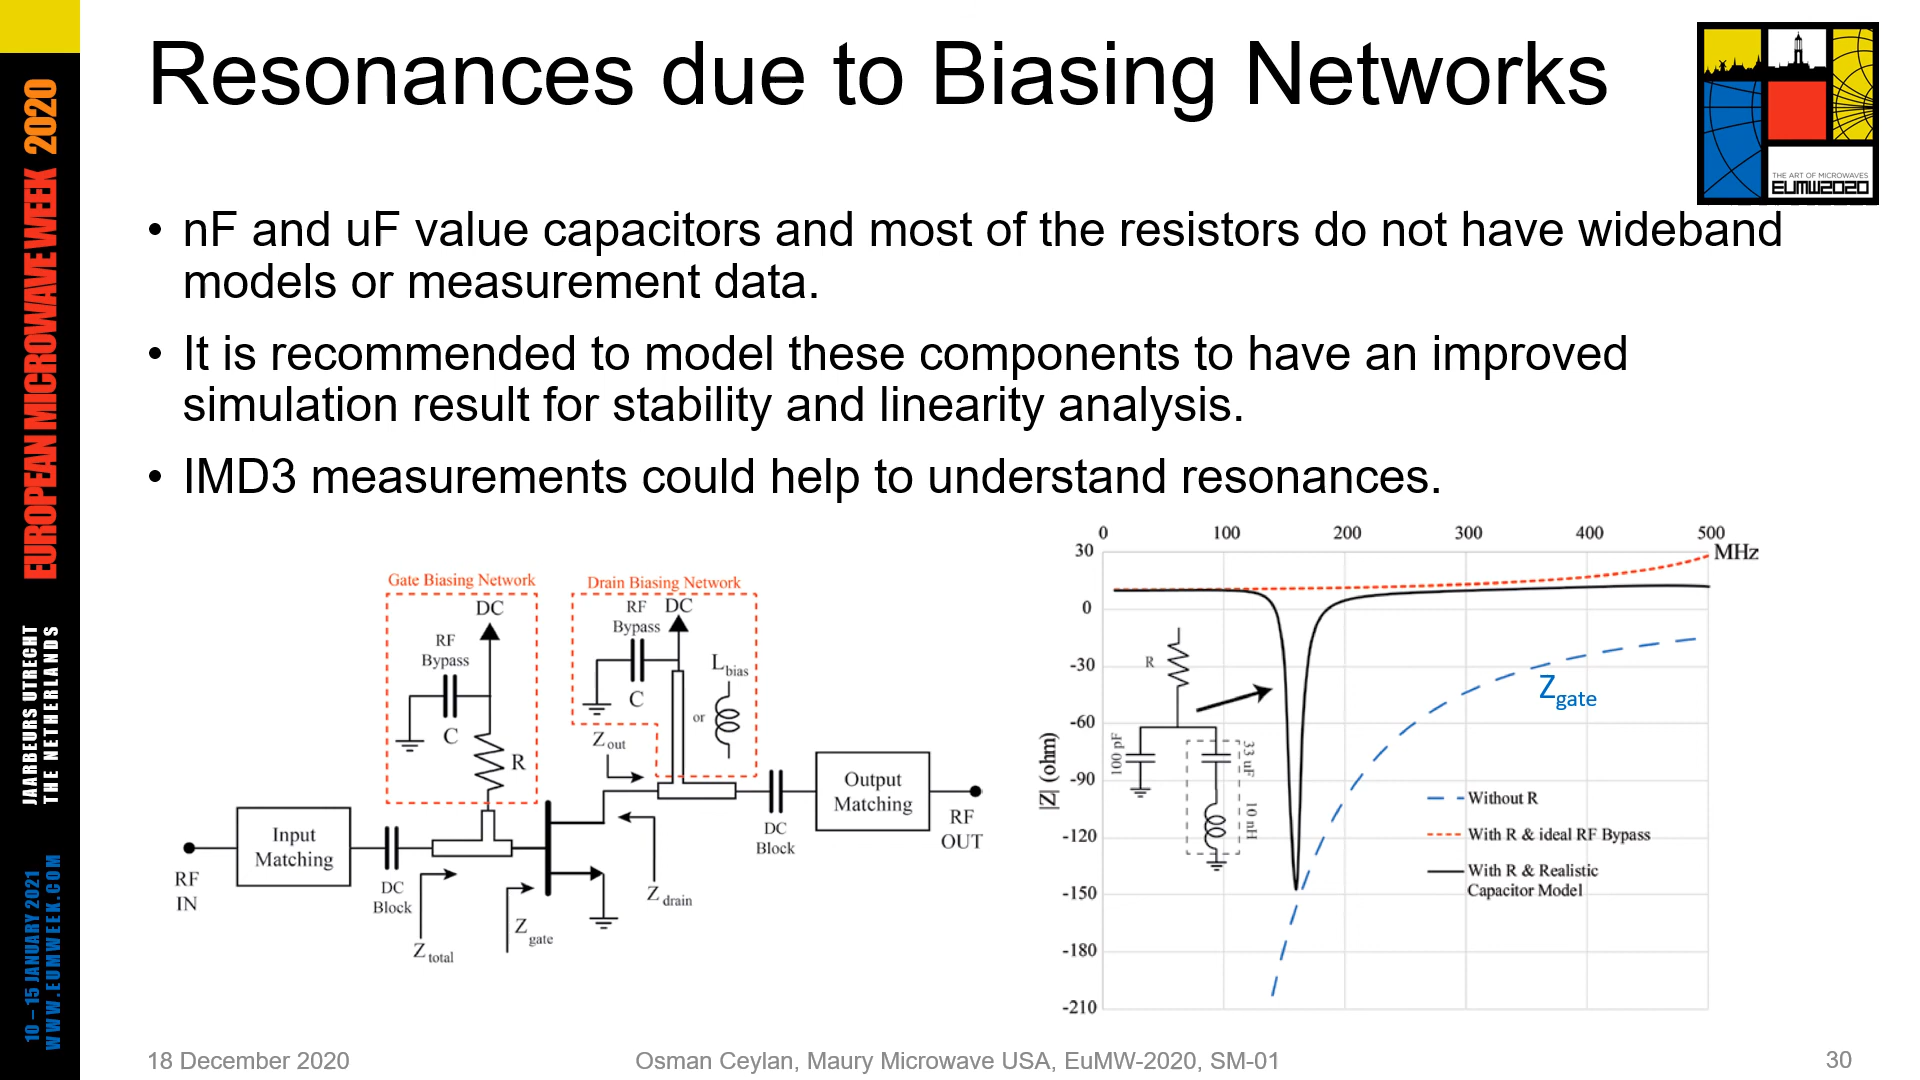 Resonances due to Biasing Networks
THE ART OF MICROWAVES
EUMW2020
EUROPEAN MICROWAVE WEEK 2020
JAARBEURS UTRECHT
THE NETHERLANDS
10 – 15 JANUARY 2021
WWW.EUMWEEK.COM
• nF and uF value capacitors and most of the resistors do not have wideband
models or measurement data.
• It is recommended to model these components to have an improved
simulation result for stability and linearity analysis.
• IMD3 measurements could help to understand resonances.
Gate Biasing Network
DC
RF
Bypass
C
R
Drain Biasing Network
RF DC
Bypass
C
Lbias
or
Zout
Input
Matching
RF
IN
DC
Block
Ztotal
Zgate
Zdrain
DC
Block
Output
Matching
RF
OUT
0 100 200 300 400 500
MHz
30
0
-30
-60
-90
-120
-150
-180
-210
|Z| (ohm)
R
100 pF
33 uF
10 nH
Zgate
Without R
With R & ideal RF Bypass
With R & Realistic
Capacitor Model
18 December 2020
Osman Ceylan, Maury Microwave USA, EuMW-2020, SM-01
30